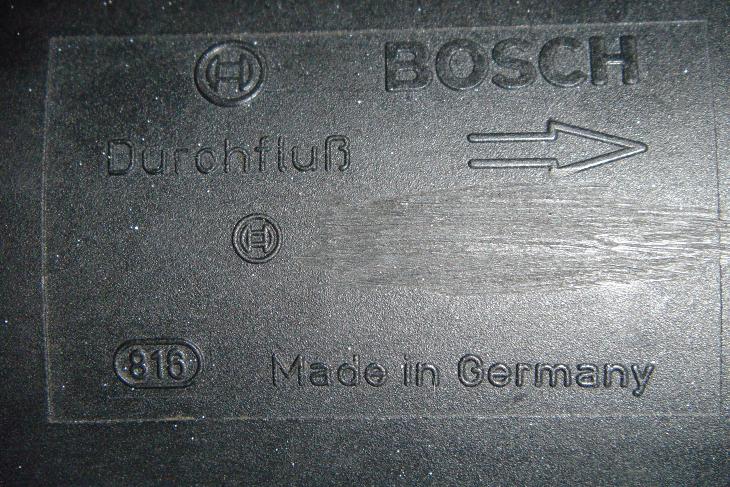 BOSCH
Durchfluß
816
Made in Germany